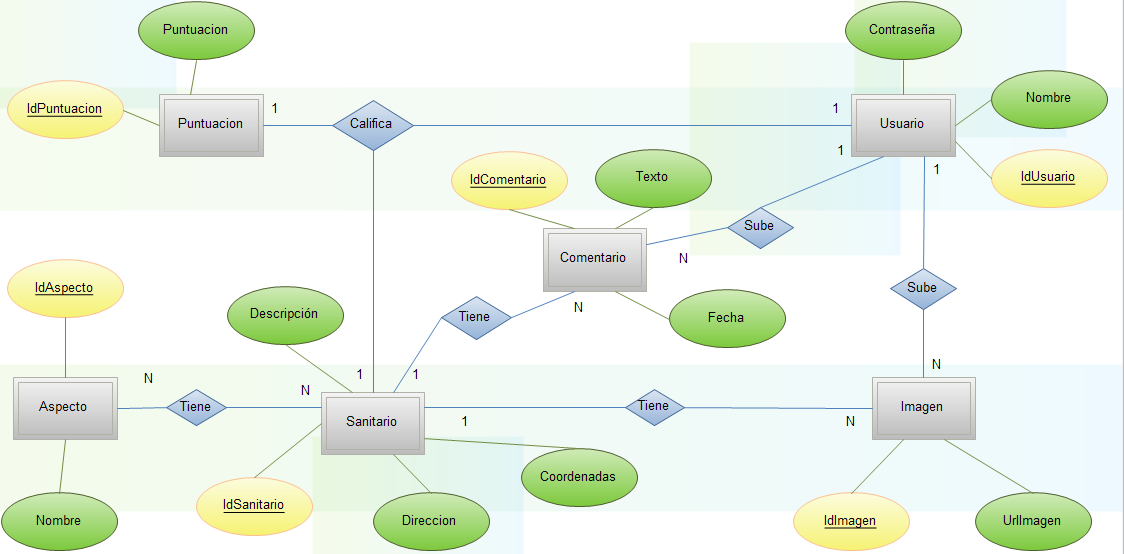 Puntuacion
Contraseña
IdPuntuacion
Nombre
1
1
Puntuacion
Califica
Usuario
1
1
IdComentario
Texto
IdUsuario
Sube
Comentario
N
IdAspecto
Sube
Descripción
Tiene
N
Fecha
1
1
N
N
N
Aspecto
Tiene
Sanitario
1
Tiene
N
Imagen
Coordenadas
IdSanitario
Nombre
Direccion
IdImagen
UrlImagen